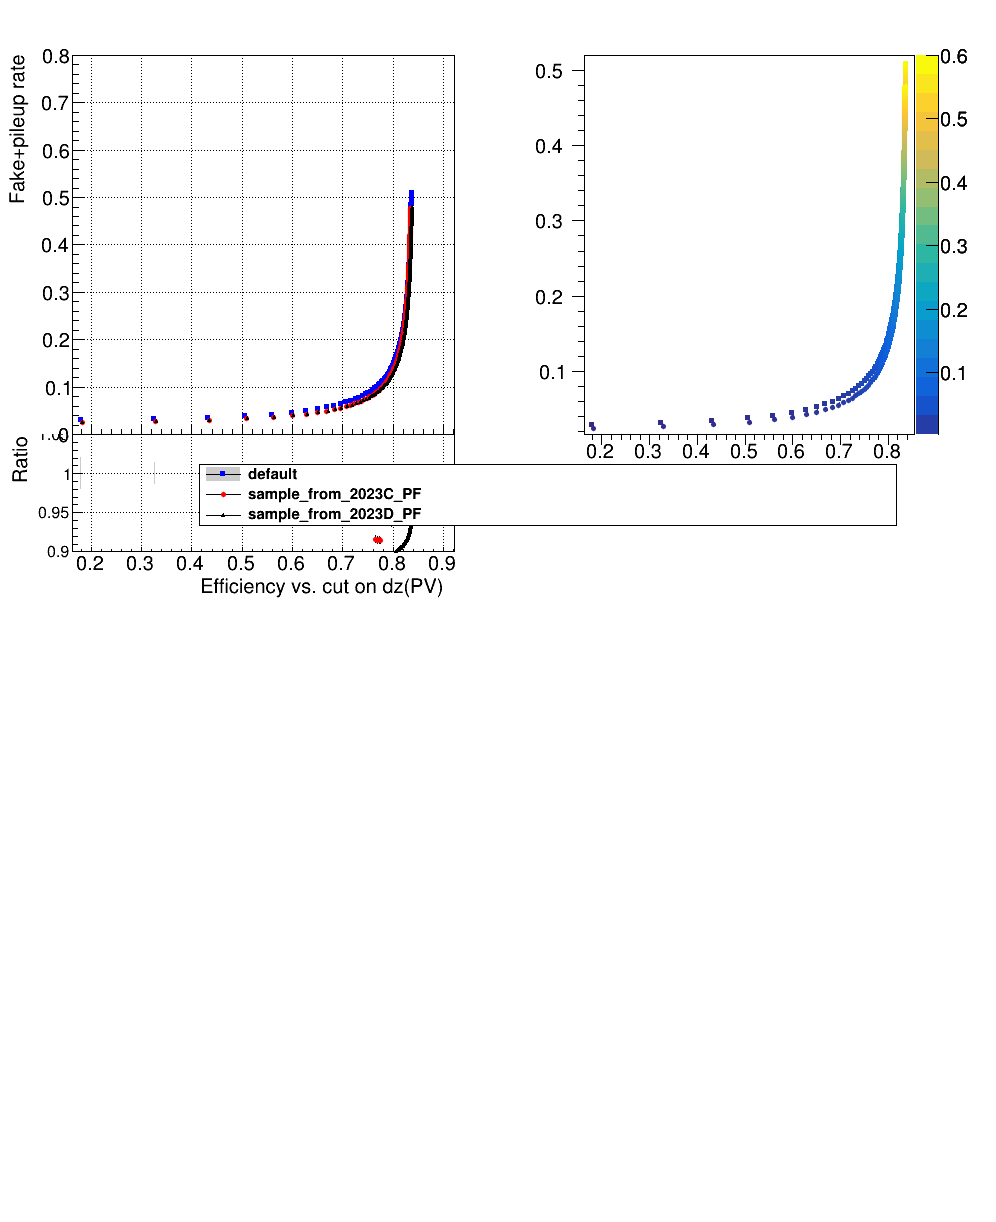 Fake+pileup rate
0.8
0.7
0.6
0.5
0.4
0.3
0.2
0.1
0
Ratio
1
0.95
0.9
0.2 0.3 0.4 0.5 0.6 0.7 0.8 0.9
Efficiency vs. cut on dz(PV)
default
sample_from_2023C_PF
sample_from_2023D_PF
0.5
0.4
0.3
0.2
0.1
0.2 0.3 0.4 0.5 0.6 0.7 0.8
0.6
0.5
0.4
0.3
0.2
0.1